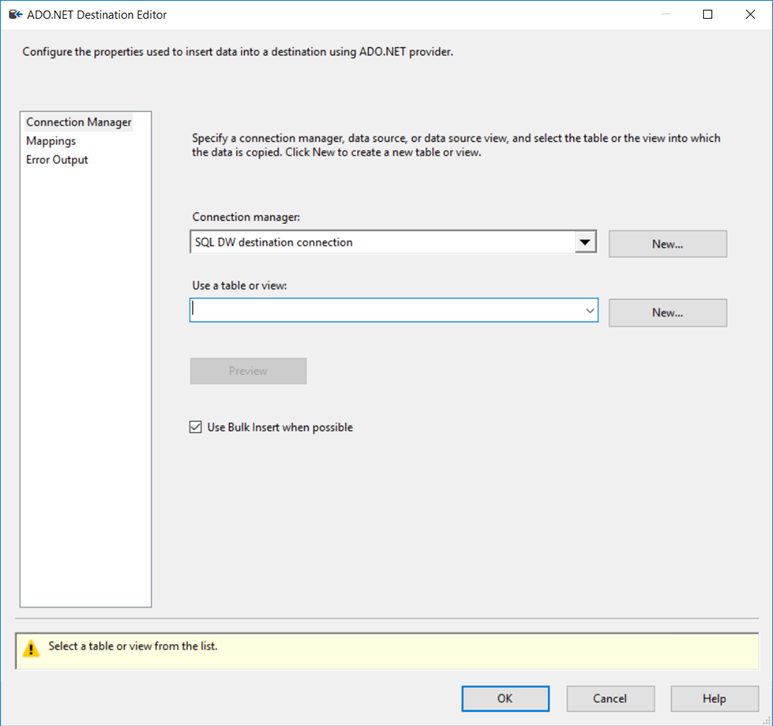 ADO.NET Destination Editor
Configure the properties used to insert data into a destination using ADO.NET provider.
Connection Manager
Mappings
Error Output
Specify a connection manager, data source, or data source view, and select the table or the view into which
the data is copied. Click New to create a new table or view.
Connection manager:
SQL DW destination connection
New...
Use a table or view:
New...
Preview
Use Bulk Insert when possible
Select a table or view from the list.
OK
Cancel
Help